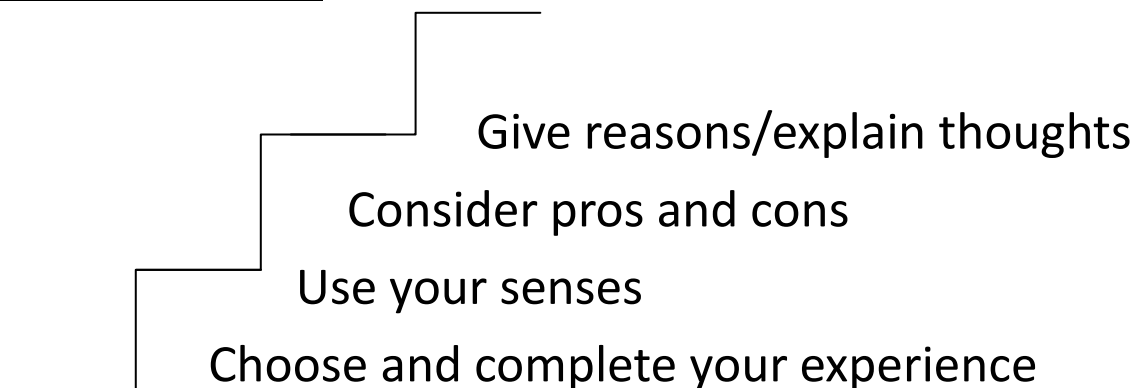 Give reasons/explain thoughts
Consider pros and cons
Use your senses
Choose and complete your experience